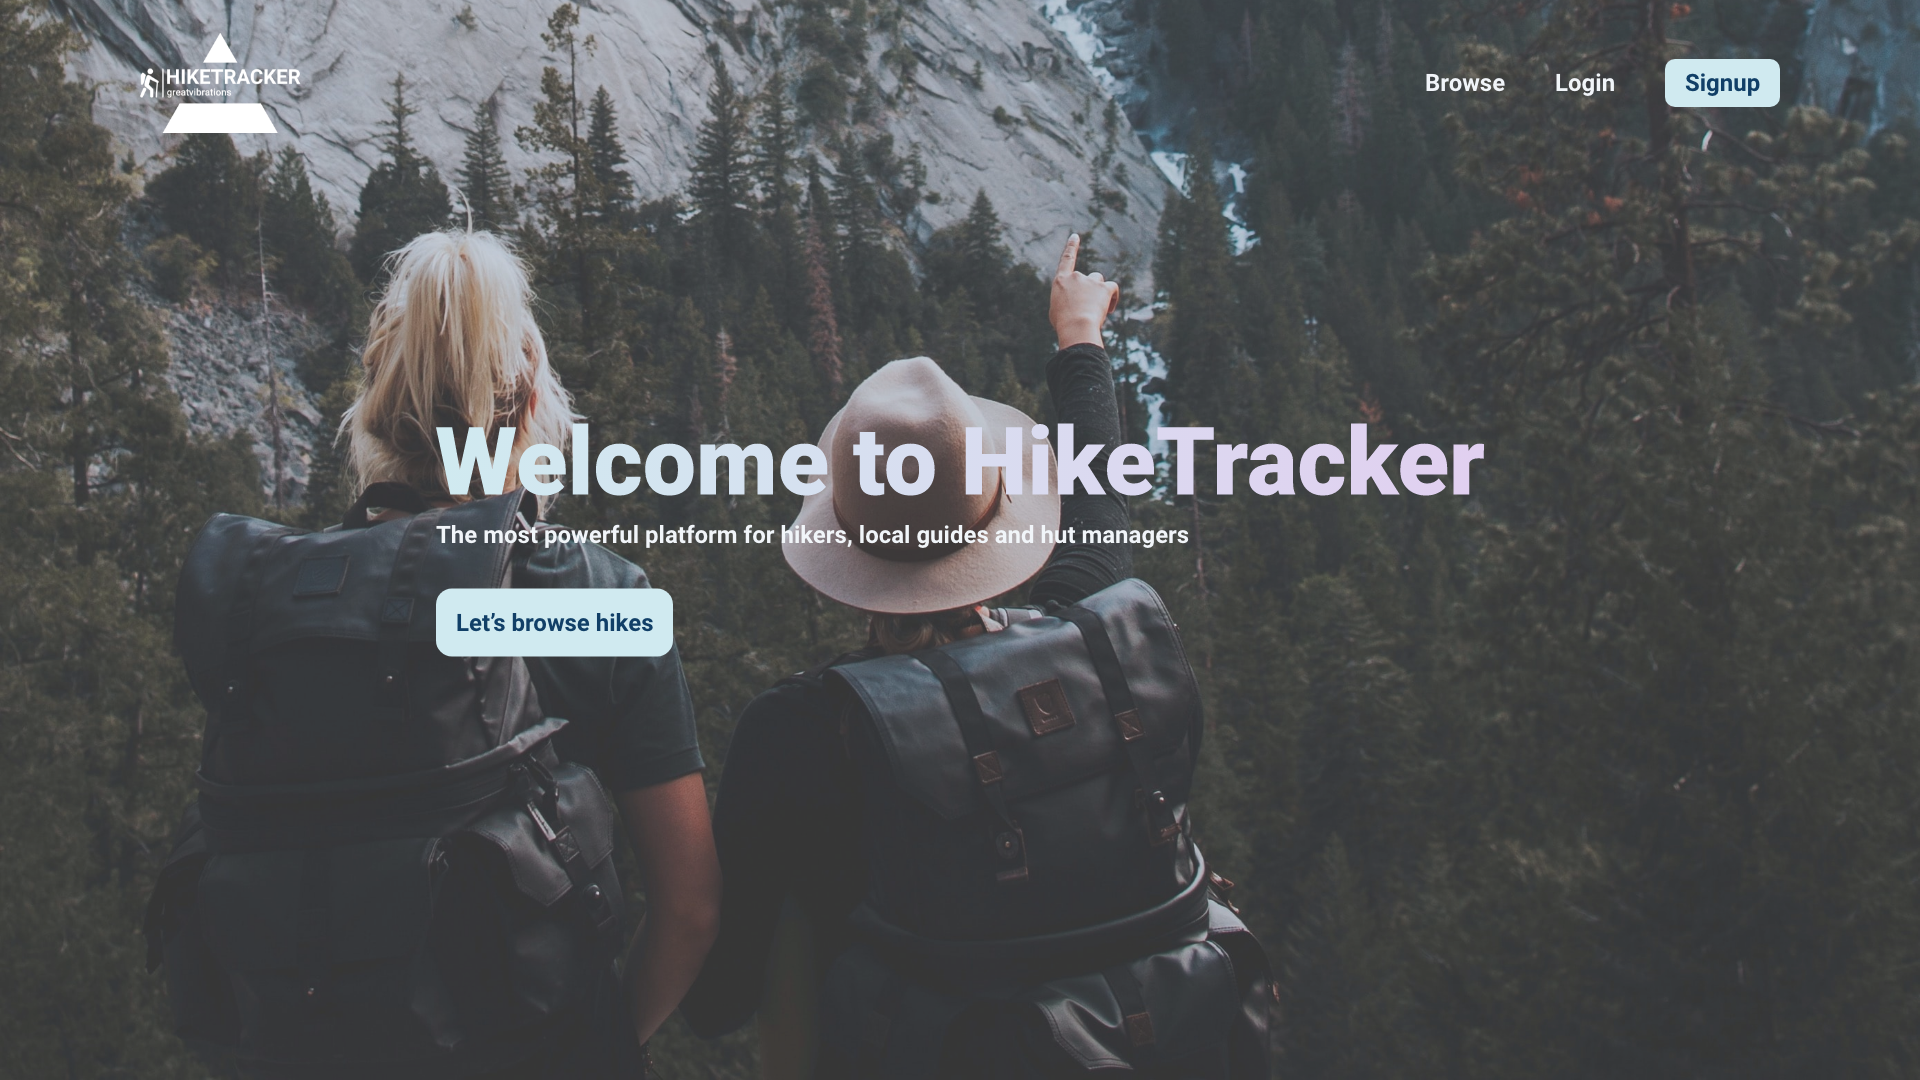 HIKETRACKER
greatvibrations
Browse
Login
Signup
Welcome to HikeTracker
The most powerful platform for hikers, local guides and hut managers
Let’s browse hikes